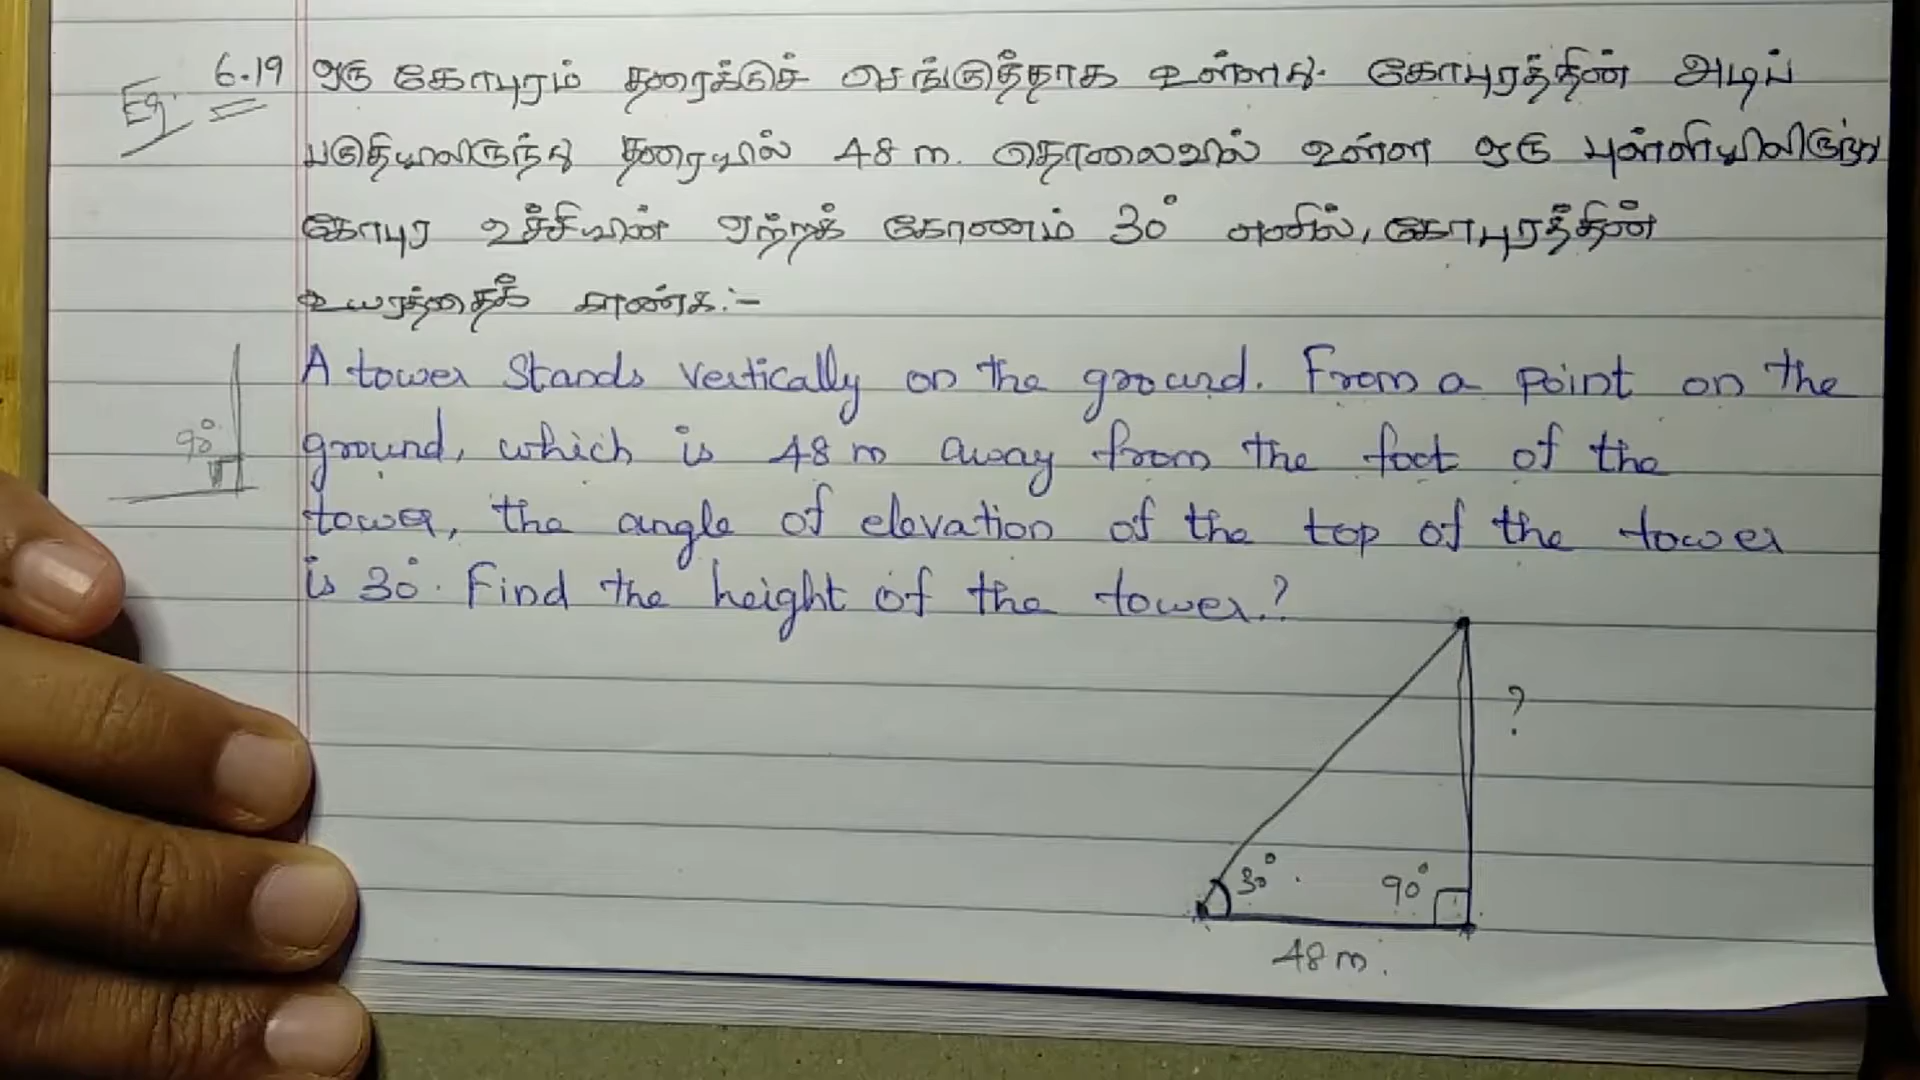 Eg. 6.19 ஒரு கோபுரம் தரைக்குச் செங்குத்தாக உள்ளது. கோபுரத்தின் அடிப்
பகுதியிலிருந்து தரையில் 48 m. தொலைவில் உள்ள ஒரு புள்ளியிலிருந்து
கோபுர உச்சியின் ஏற்றக் கோணம் 30° எனில், கோபுரத்தின்
உயரத்தைக் காண்க:-
A tower Stands vertically on the ground. From a point on the
ground, which is 48 m away from the foot of the
tower, the angle of elevation of the top of the tower
is 30°. Find the height of the tower.?
90°
?
30° 90°
48 m.